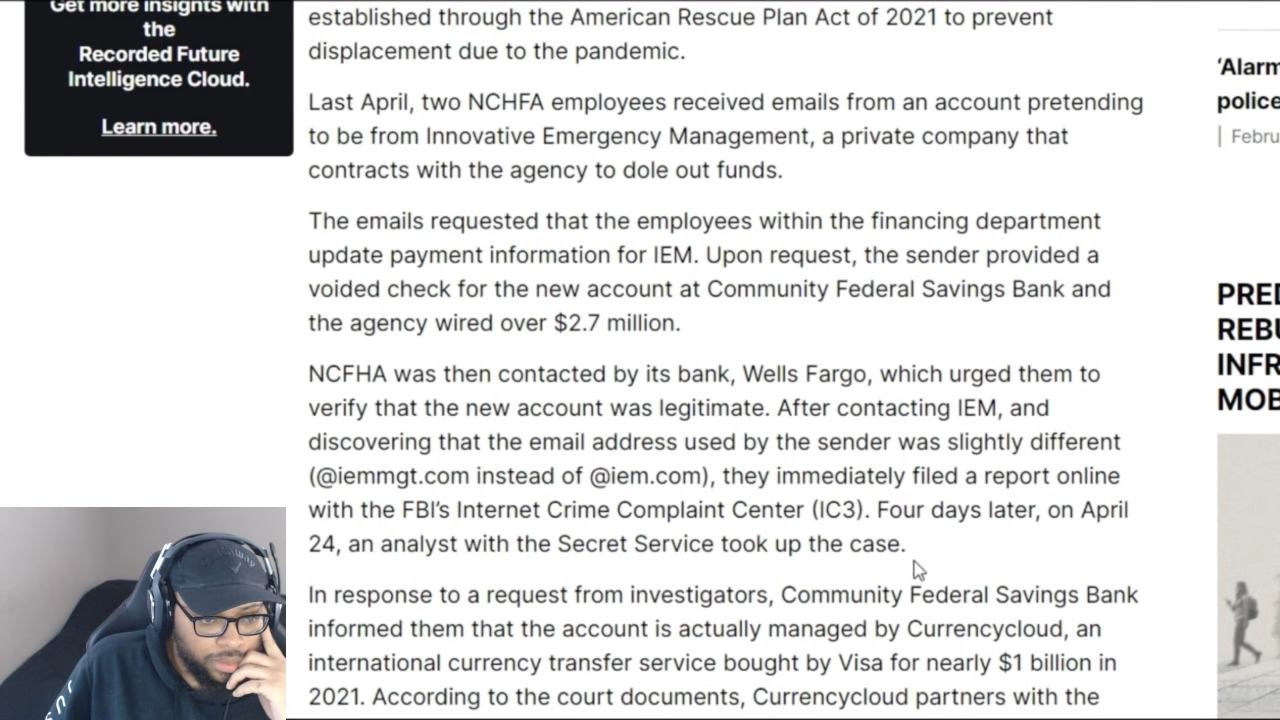 Get more insights with
the
Recorded Future
Intelligence Cloud.
Learn more.
established through the American Rescue Plan Act of 2021 to prevent
displacement due to the pandemic.
Last April, two NCHFA employees received emails from an account pretending
to be from Innovative Emergency Management, a private company that
contracts with the agency to dole out funds.
The emails requested that the employees within the financing department
update payment information for IEM. Upon request, the sender provided a
voided check for the new account at Community Federal Savings Bank and
the agency wired over $2.7 million.
NCFHA was then contacted by its bank, Wells Fargo, which urged them to
verify that the new account was legitimate. After contacting IEM, and
discovering that the email address used by the sender was slightly different
(@iemmgt.com instead of @iem.com), they immediately filed a report online
with the FBI’s Internet Crime Complaint Center (IC3). Four days later, on April
24, an analyst with the Secret Service took up the case.
In response to a request from investigators, Community Federal Savings Bank
informed them that the account is actually managed by Currencycloud, an
international currency transfer service bought by Visa for nearly $1 billion in
2021. According to the court documents, Currencycloud partners with the
‘Alarm
police
| Febru
PRED
REBU
INFR
MOB